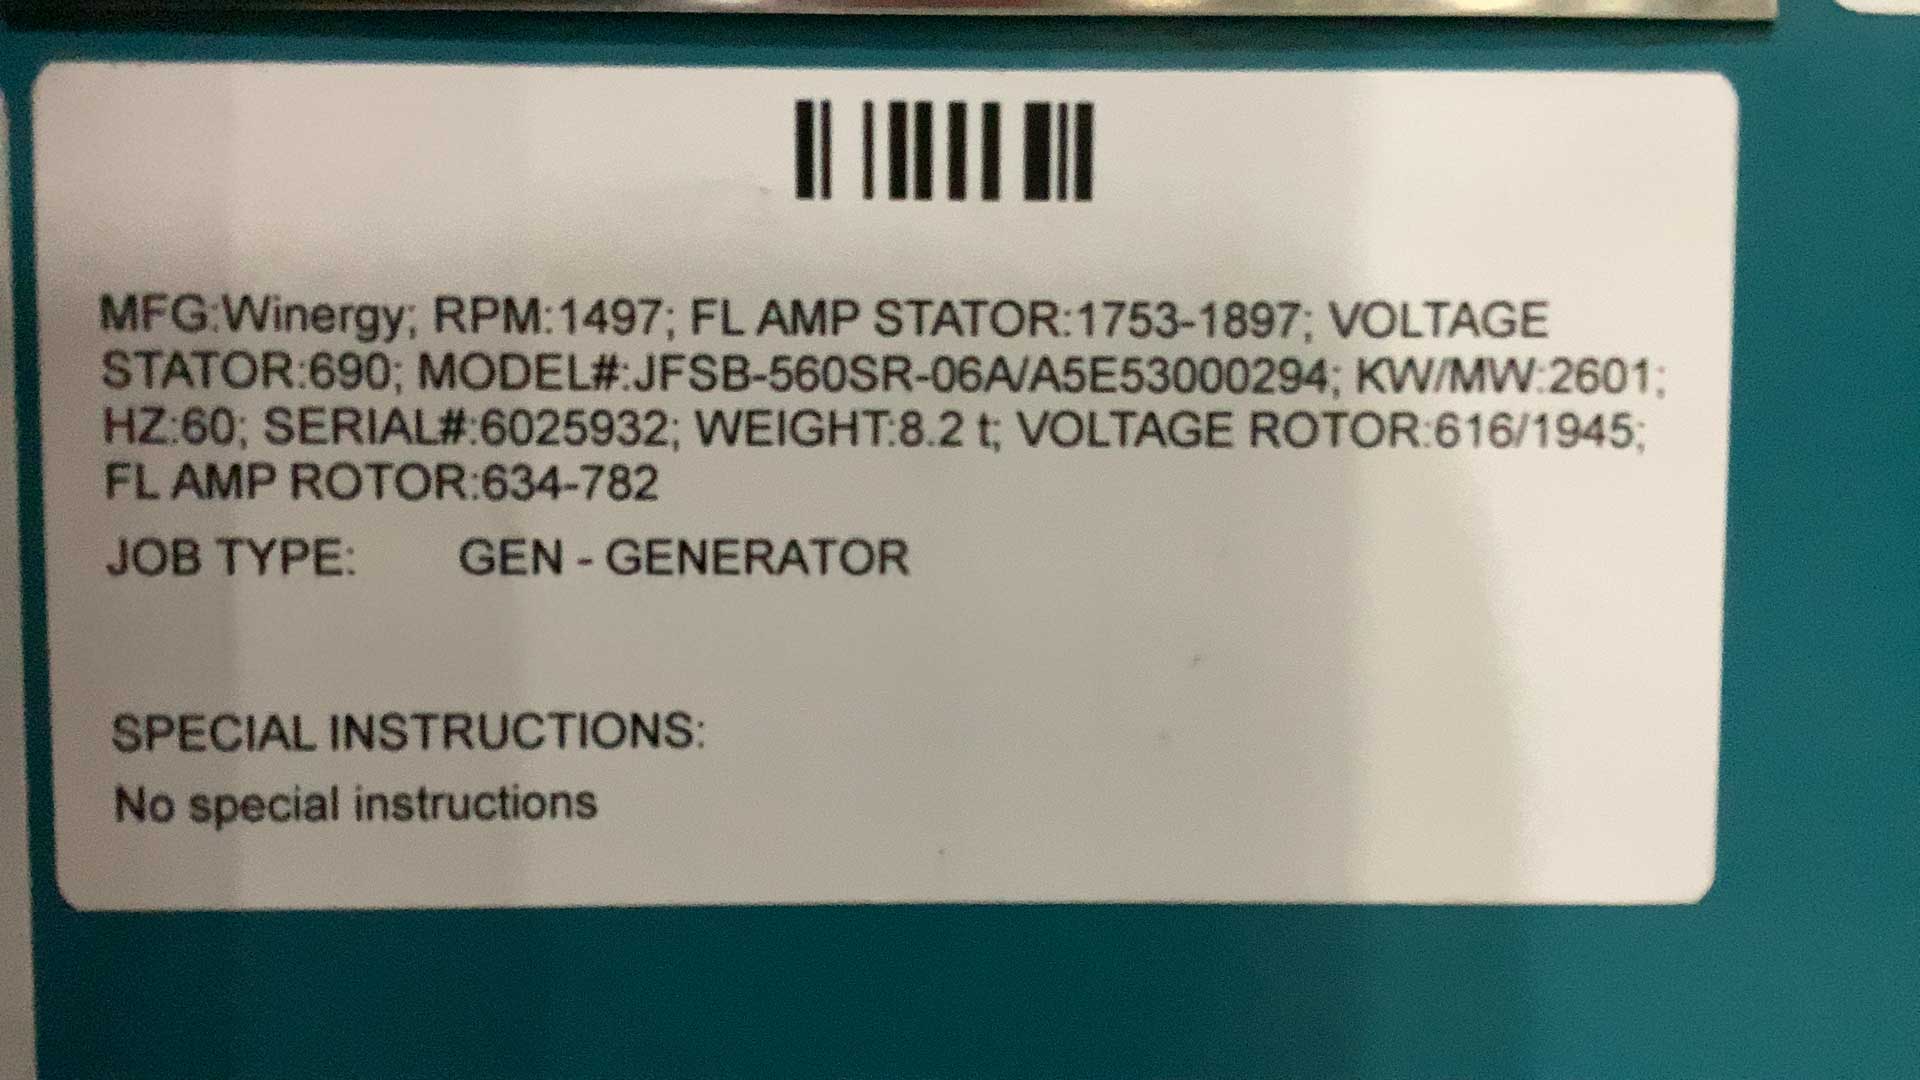 MFG:Winergy; RPM:1497; FL AMP STATOR:1753-1897; VOLTAGE
STATOR:690; MODEL#:JFSB-560SR-06A/A5E53000294; KW/MW:2601;
HZ:60; SERIAL#:6025932; WEIGHT:8.2 t; VOLTAGE ROTOR:616/1945;
FL AMP ROTOR:634-782
JOB TYPE: GEN - GENERATOR
SPECIAL INSTRUCTIONS:
No special instructions